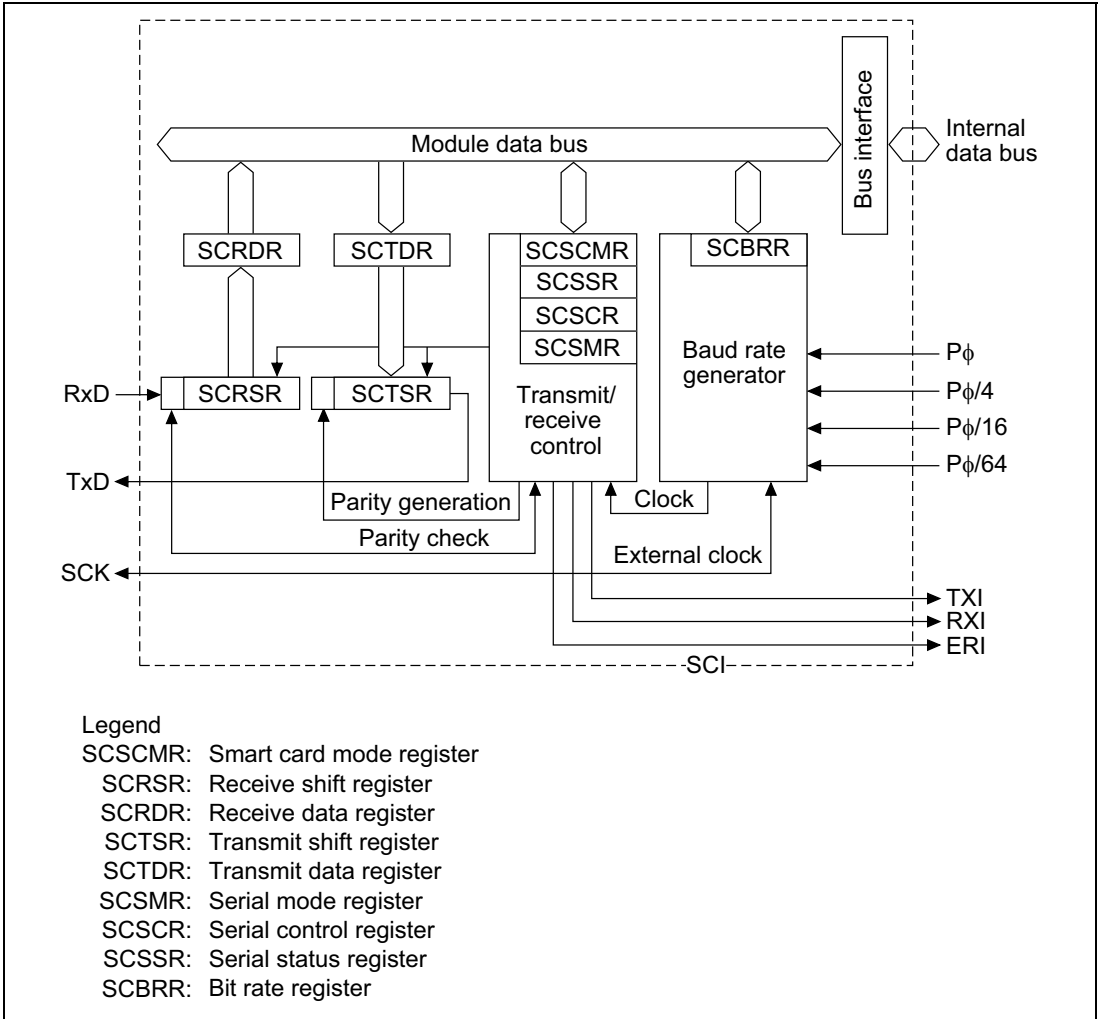 Bus interface
Internal
data bus
Module data bus
SCRDR
SCTDR
SCSCMR
SCBRR
SCSSR
SCSCR
SCSMR
Baud rate
generator
Pφ
Pφ/4
Pφ/16
Pφ/64
RxD
SCRSR
SCTSR
Transmit/
receive
control
TxD
Parity generation
Clock
Parity check
External clock
SCK
TXI
RXI
ERI
SCI
Legend
SCSCMR: Smart card mode register
SCRSR: Receive shift register
SCRDR: Receive data register
SCTSR: Transmit shift register
SCTDR: Transmit data register
SCSMR: Serial mode register
SCSCR: Serial control register
SCSSR: Serial status register
SCBRR: Bit rate register